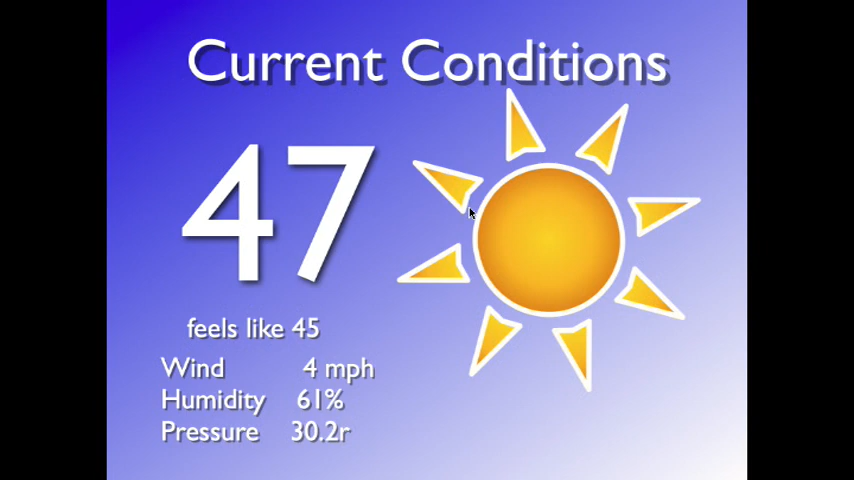 Current Conditions
47
feels like 45
Wind 4 mph
Humidity 61%
Pressure 30.2r